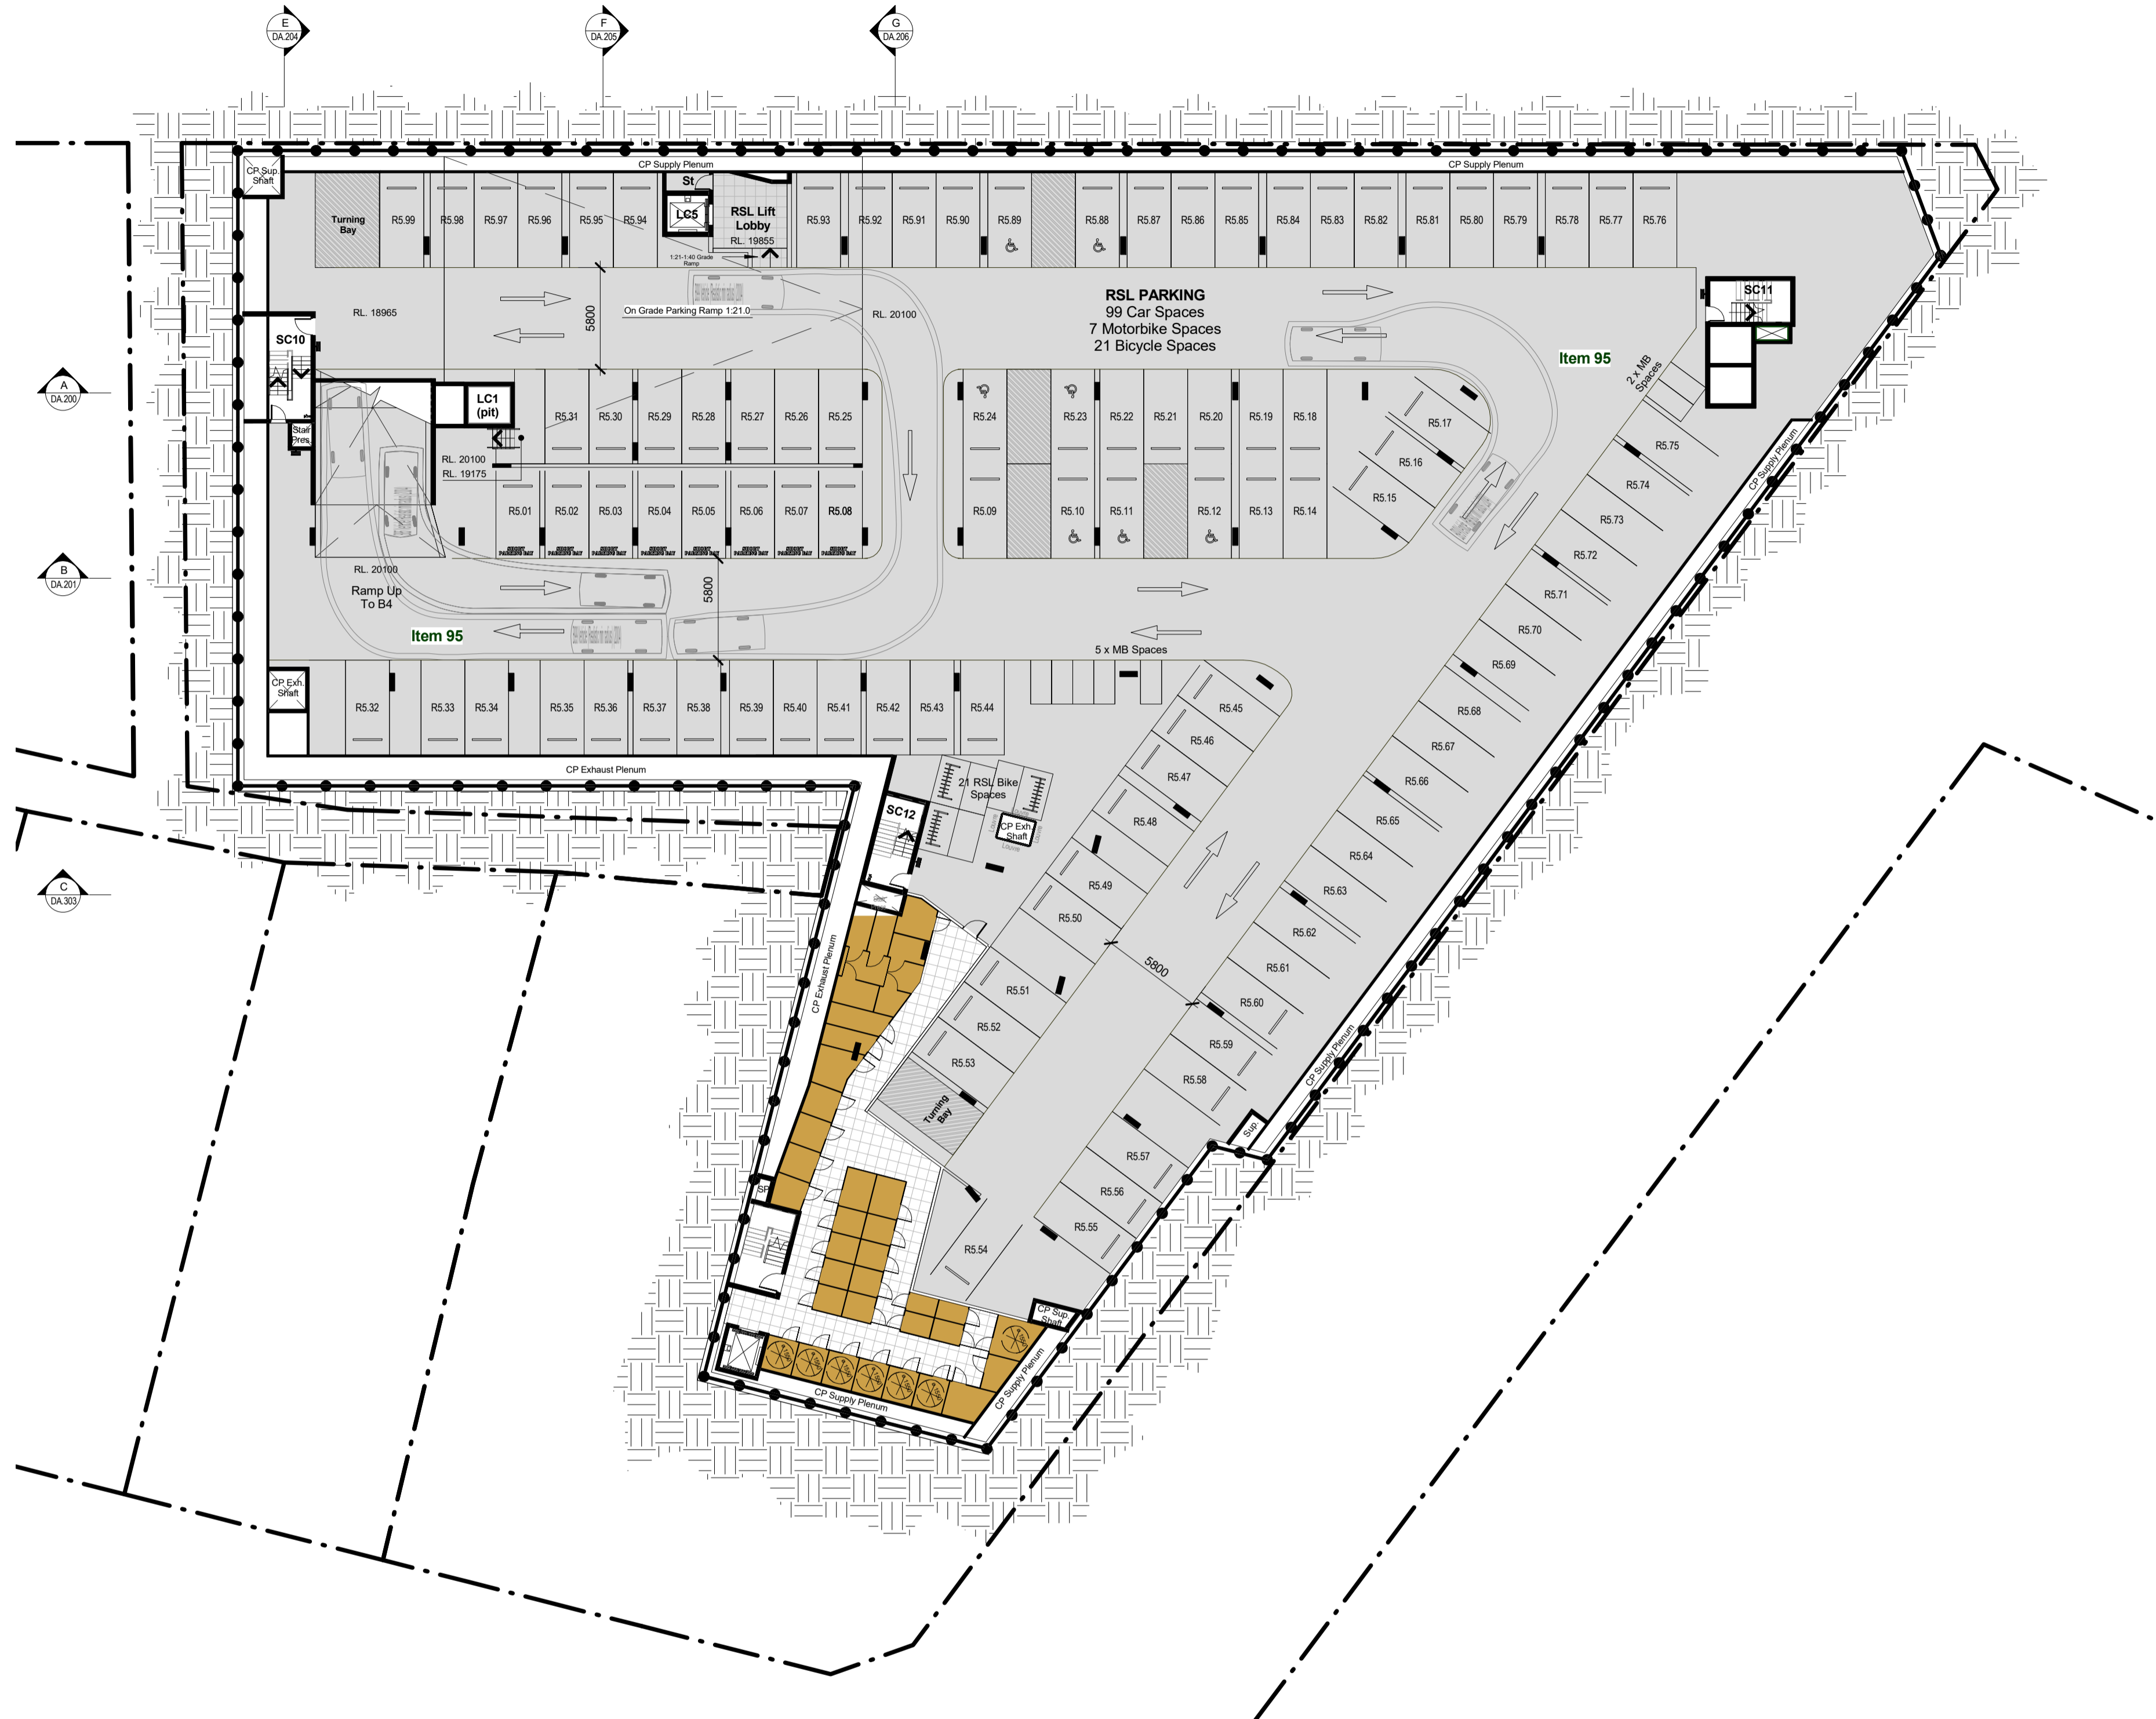 E
DA.204
F
DA.205
G
DA.206
CP Supply Plenum
CP Supply Plenum
CP Sup.
Shaft
Turning
Bay
R5.99
R5.98
R5.97
R5.96
R5.95
R5.94
St
LC5
RSL Lift
Lobby
RL. 19855
1:21-1:40 Grade
Ramp
R5.93
R5.92
R5.91
R5.90
R5.89
R5.88
R5.87
R5.86
R5.85
R5.84
R5.83
R5.82
R5.81
R5.80
R5.79
R5.78
R5.77
R5.76
RL. 18965
5800
On Grade Parking Ramp 1:21.0
RL. 20100
RSL PARKING
99 Car Spaces
7 Motorbike Spaces
21 Bicycle Spaces
SC11
Item 95
2 x MB
Spaces
SC10
A
DA.200
LC1
(pit)
Stair
Pres.
RL. 20100
RL. 19175
R5.31
R5.30
R5.29
R5.28
R5.27
R5.26
R5.25
R5.24
R5.23
R5.22
R5.21
R5.20
R5.19
R5.18
R5.17
R5.16
R5.15
R5.01
R5.02
R5.03
R5.04
R5.05
R5.06
R5.07
R5.08
R5.09
R5.10
R5.11
R5.12
R5.13
R5.14
R5.75
R5.74
R5.73
R5.72
R5.71
R5.70
R5.69
R5.68
R5.67
R5.66
R5.65
R5.64
R5.63
R5.62
R5.61
R5.60
R5.59
R5.58
R5.57
R5.56
R5.55
CP Supply Plenum
B
DA.201
RL. 20100
Ramp Up
To B4
Item 95
5800
5 x MB Spaces
CP Exh.
Shaft
R5.32
R5.33
R5.34
R5.35
R5.36
R5.37
R5.38
R5.39
R5.40
R5.41
R5.42
R5.43
R5.44
R5.45
R5.46
R5.47
R5.48
R5.49
R5.50
R5.51
R5.52
R5.53
Turning
Bay
R5.54
CP Exhaust Plenum
21 RSL Bike
Spaces
SC12
CP Exh.
Shaft
Louvre
Louvre
Louvre
Louvre
C
DA.303
CP Exhaust Plenum
5800
CP Supply Plenum
Sup.
SP
CP Sup.
Shaft
CP Supply Plenum
CP Supply Plenum